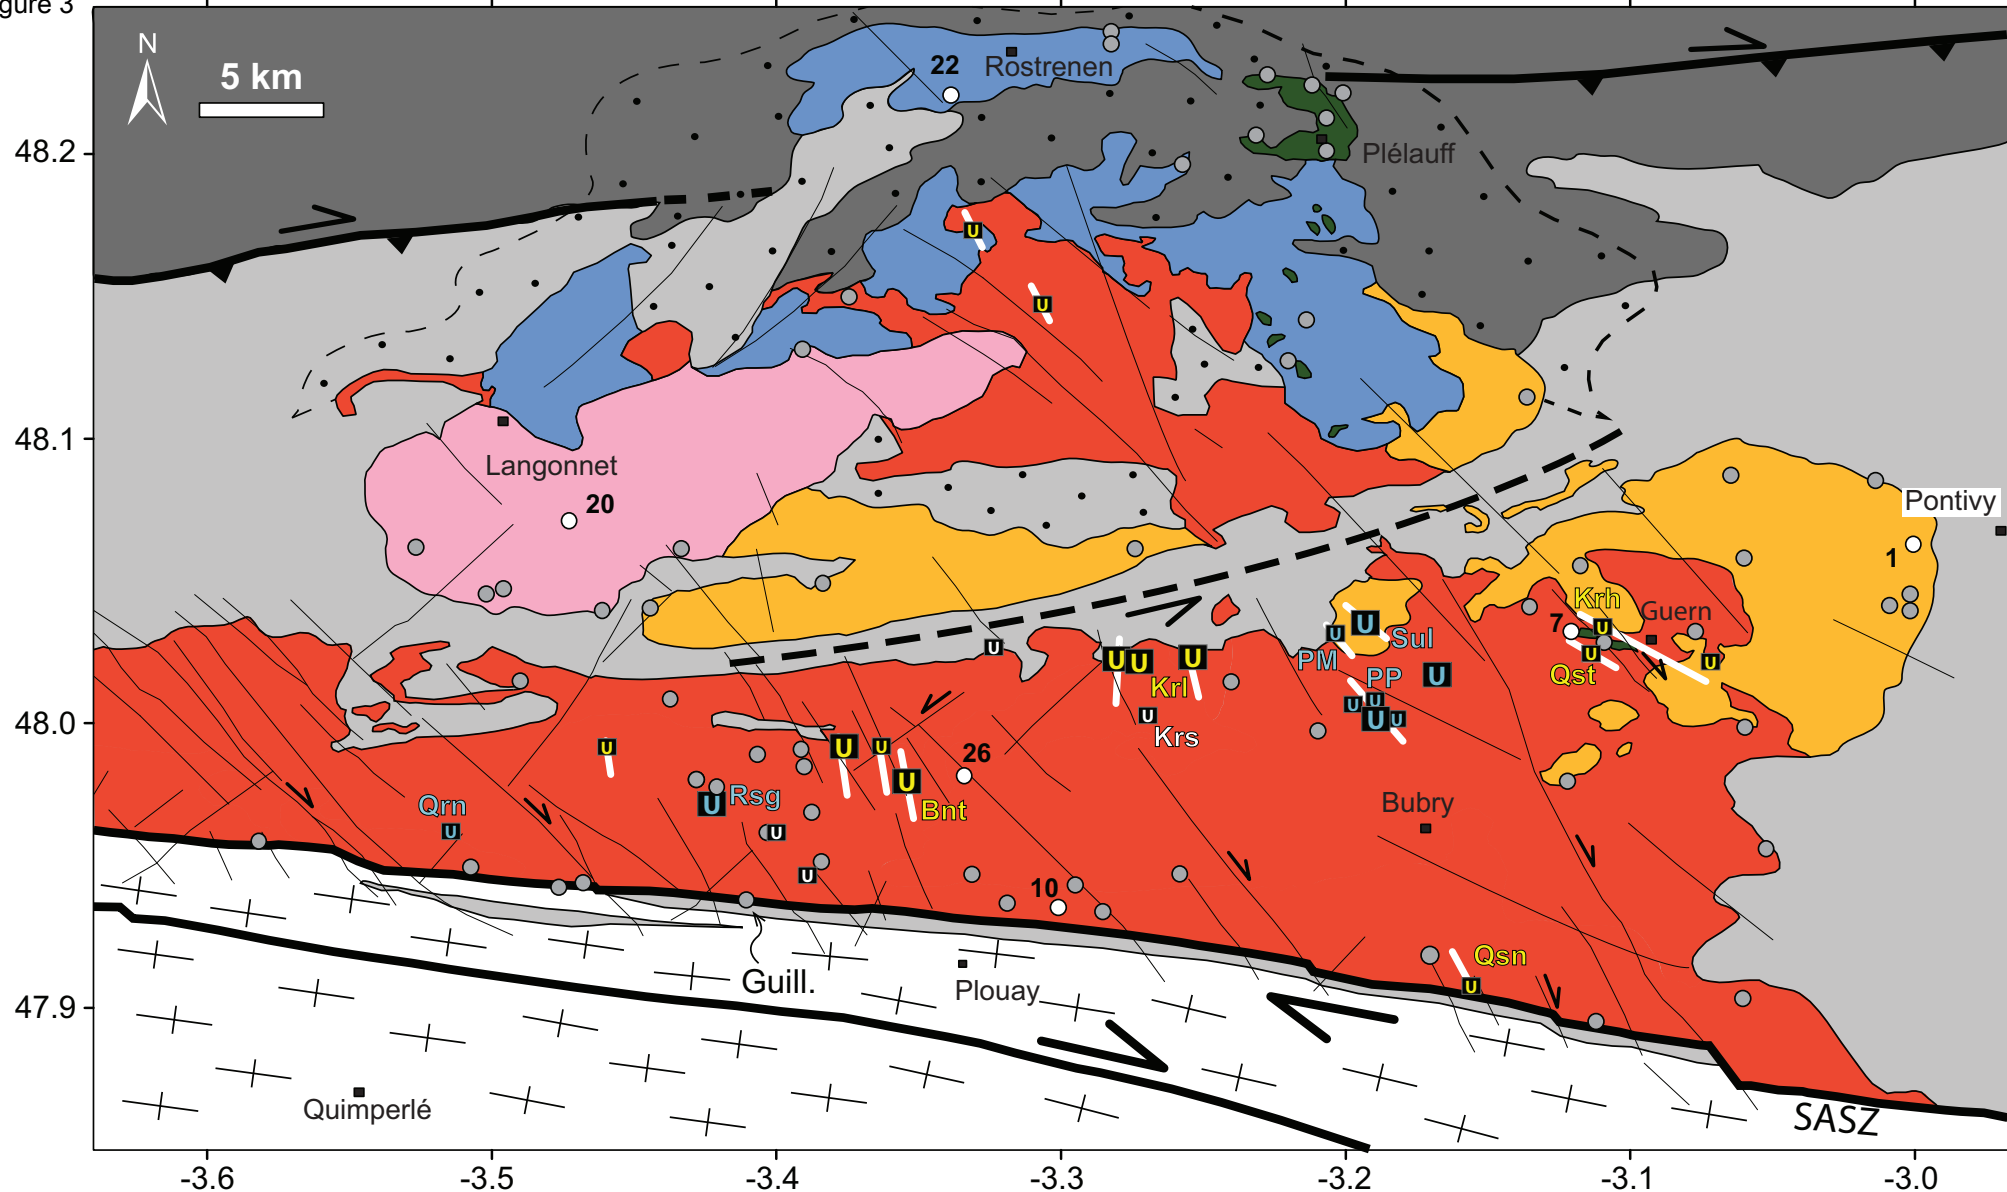 gure 3
N
5 km
22
Rostrenen
48.2
Plélauff
48.1
Langonnet
20
Pontivy
1
U
U
Krh
Guern
7
U
U
U
Qst
U
U
Sul
PM
PP
U
U
U
U
U
U
U
U
U
Krl
U
Krs
48.0
U
U
U
U
26
Bnt
Qrn
U
U
Rsg
U
U
Bubry
10
Guill.
Plouay
Qsn
U
47.9
Quimperlé
SASZ
-3.6
-3.5
-3.4
-3.3
-3.2
-3.1
-3.0